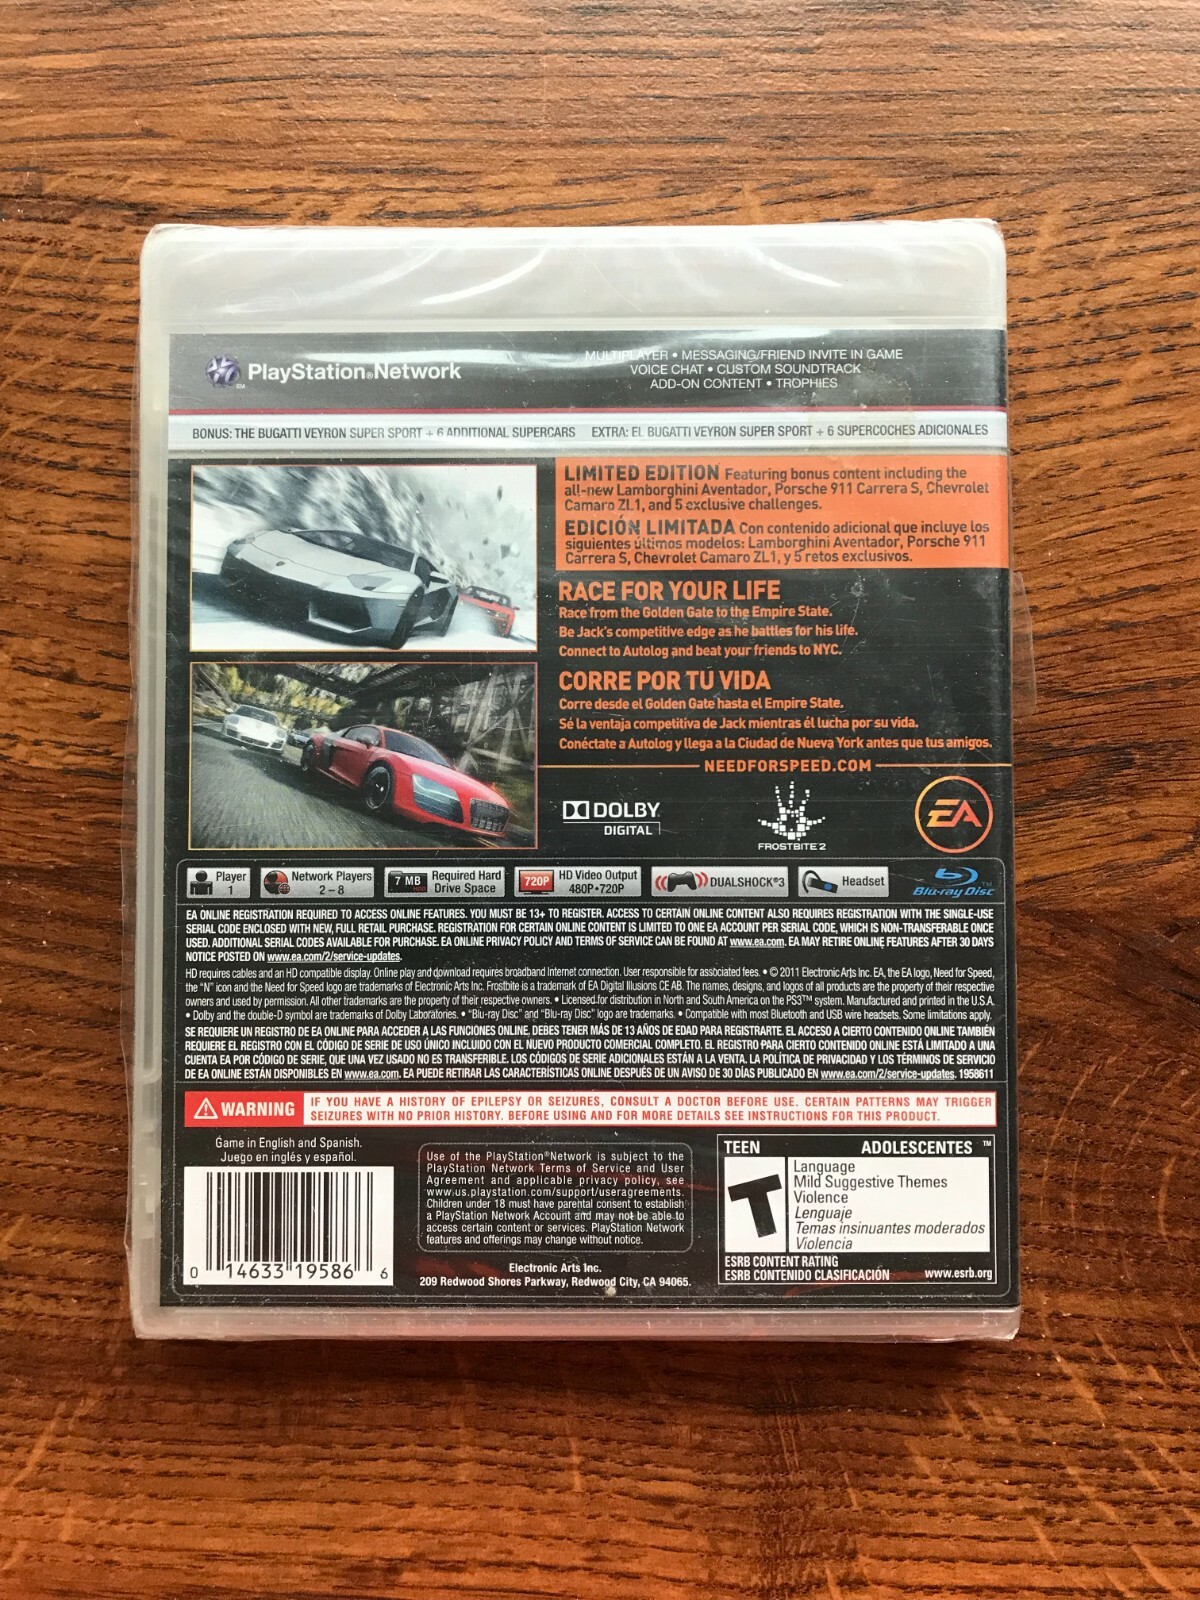 PlayStation®Network
EM
MULTIPLAYER • MESSAGING/FRIEND INVITE IN GAME
VOICE CHAT • CUSTOM SOUNDTRACK
ADD-ON CONTENT • TROPHIES
BONUS: THE BUGATTI VEYRON SUPER SPORT + 6 ADDITIONAL SUPERCARS EXTRA: EL BUGATTI VEYRON SUPER SPORT + 6 SUPERCOCHES ADICIONALES
LIMITED EDITION Featuring bonus content including the
all-new Lamborghini Aventador, Porsche 911 Carrera S, Chevrolet
Camaro ZL1, and 5 exclusive challenges.
EDICIÓN LIMITADA Con contenido adicional que incluye los
siguientes últimos modelos: Lamborghini Aventador, Porsche 911
Carrera S, Chevrolet Camaro ZL1, y 5 retos exclusivos.
RACE FOR YOUR LIFE
Race from the Golden Gate to the Empire State.
Be Jack's competitive edge as he battles for his life.
Connect to Autolog and beat your friends to NYC.
CORRE POR TU VIDA
Corre desde el Golden Gate hasta el Empire State.
Sé la ventaja competitiva de Jack mientras él lucha por su vida.
Conéctate a Autolog y llega a la Ciudad de Nueva York antes que tus amigos.
NEEDFORSPEED.COM
DOLBY
DIGITAL
FROSTBITE 2
EA
Player
1
Network Players
2 – 8
7 MB
HDD
Required Hard
Drive Space
720P
HD Video Output
480P•720P
DUALSHOCK®3
Headset
Blu-ray Disc™
EA ONLINE REGISTRATION REQUIRED TO ACCESS ONLINE FEATURES. YOU MUST BE 13+ TO REGISTER. ACCESS TO CERTAIN ONLINE CONTENT ALSO REQUIRES REGISTRATION WITH THE SINGLE-USE
SERIAL CODE ENCLOSED WITH NEW, FULL RETAIL PURCHASE. REGISTRATION FOR CERTAIN ONLINE CONTENT IS LIMITED TO ONE EA ACCOUNT PER SERIAL CODE, WHICH IS NON-TRANSFERABLE ONCE
USED. ADDITIONAL SERIAL CODES AVAILABLE FOR PURCHASE. EA ONLINE PRIVACY POLICY AND TERMS OF SERVICE CAN BE FOUND AT www.ea.com. EA MAY RETIRE ONLINE FEATURES AFTER 30 DAYS
NOTICE POSTED ON www.ea.com/2/service-updates.
HD requires cables and an HD compatible display. Online play and download requires broadband Internet connection. User responsible for associated fees. • © 2011 Electronic Arts Inc. EA, the EA logo, Need for Speed,
the "N" icon and the Need for Speed logo are trademarks of Electronic Arts Inc. Frostbite is a trademark of EA Digital Illusions CE AB. The names, designs, and logos of all products are the property of their respective
owners and used by permission. All other trademarks are the property of their respective owners. • Licensed for distribution in North and South America on the PS3™ system. Manufactured and printed in the U.S.A.
• Dolby and the double-D symbol are trademarks of Dolby Laboratories. • "Blu-ray Disc" and "Blu-ray Disc" logo are trademarks. • Compatible with most Bluetooth and USB wire headsets. Some limitations apply.
SE REQUIERE UN REGISTRO DE EA ONLINE PARA ACCEDER A LAS FUNCIONES ONLINE. DEBES TENER MÁS DE 13 AÑOS DE EDAD PARA REGISTRARTE. EL ACCESO A CIERTO CONTENIDO ONLINE TAMBIÉN
REQUIERE EL REGISTRO CON EL CÓDIGO DE SERIE DE USO ÚNICO INCLUIDO CON EL NUEVO PRODUCTO COMERCIAL COMPLETO. EL REGISTRO PARA CIERTO CONTENIDO ONLINE ESTÁ LIMITADO A UNA
CUENTA EA POR CÓDIGO DE SERIE, QUE UNA VEZ USADO NO ES TRANSFERIBLE. LOS CÓDIGOS DE SERIE ADICIONALES ESTÁN A LA VENTA. LA POLÍTICA DE PRIVACIDAD Y LOS TÉRMINOS DE SERVICIO
DE EA ONLINE ESTÁN DISPONIBLES EN www.ea.com. EA PUEDE RETIRAR LAS CARACTERÍSTICAS ONLINE DESPUÉS DE UN AVISO DE 30 DÍAS PUBLICADO EN www.ea.com/2/service-updates. 1958611
WARNING
IF YOU HAVE A HISTORY OF EPILEPSY OR SEIZURES, CONSULT A DOCTOR BEFORE USE. CERTAIN PATTERNS MAY TRIGGER
SEIZURES WITH NO PRIOR HISTORY. BEFORE USING AND FOR MORE DETAILS SEE INSTRUCTIONS FOR THIS PRODUCT.
Game in English and Spanish.
Juego en inglés y español.
0 14633 19586 6
Use of the PlayStation®Network is subject to the
PlayStation Network Terms of Service and User
Agreement and applicable privacy policy, see
www.us.playstation.com/support/useragreements.
Children under 18 must have parental consent to establish
a PlayStation Network Account and may not be able to
access certain content or services. PlayStation Network
features and offerings may change without notice.
Electronic Arts Inc.
209 Redwood Shores Parkway, Redwood City, CA 94065.
TEEN ADOLESCENTES ™
T
Language
Mild Suggestive Themes
Violence
Lenguaje
Temas insinuantes moderados
Violencia
ESRB CONTENT RATING
ESRB CONTENIDO CLASIFICACIÓN www.esrb.org